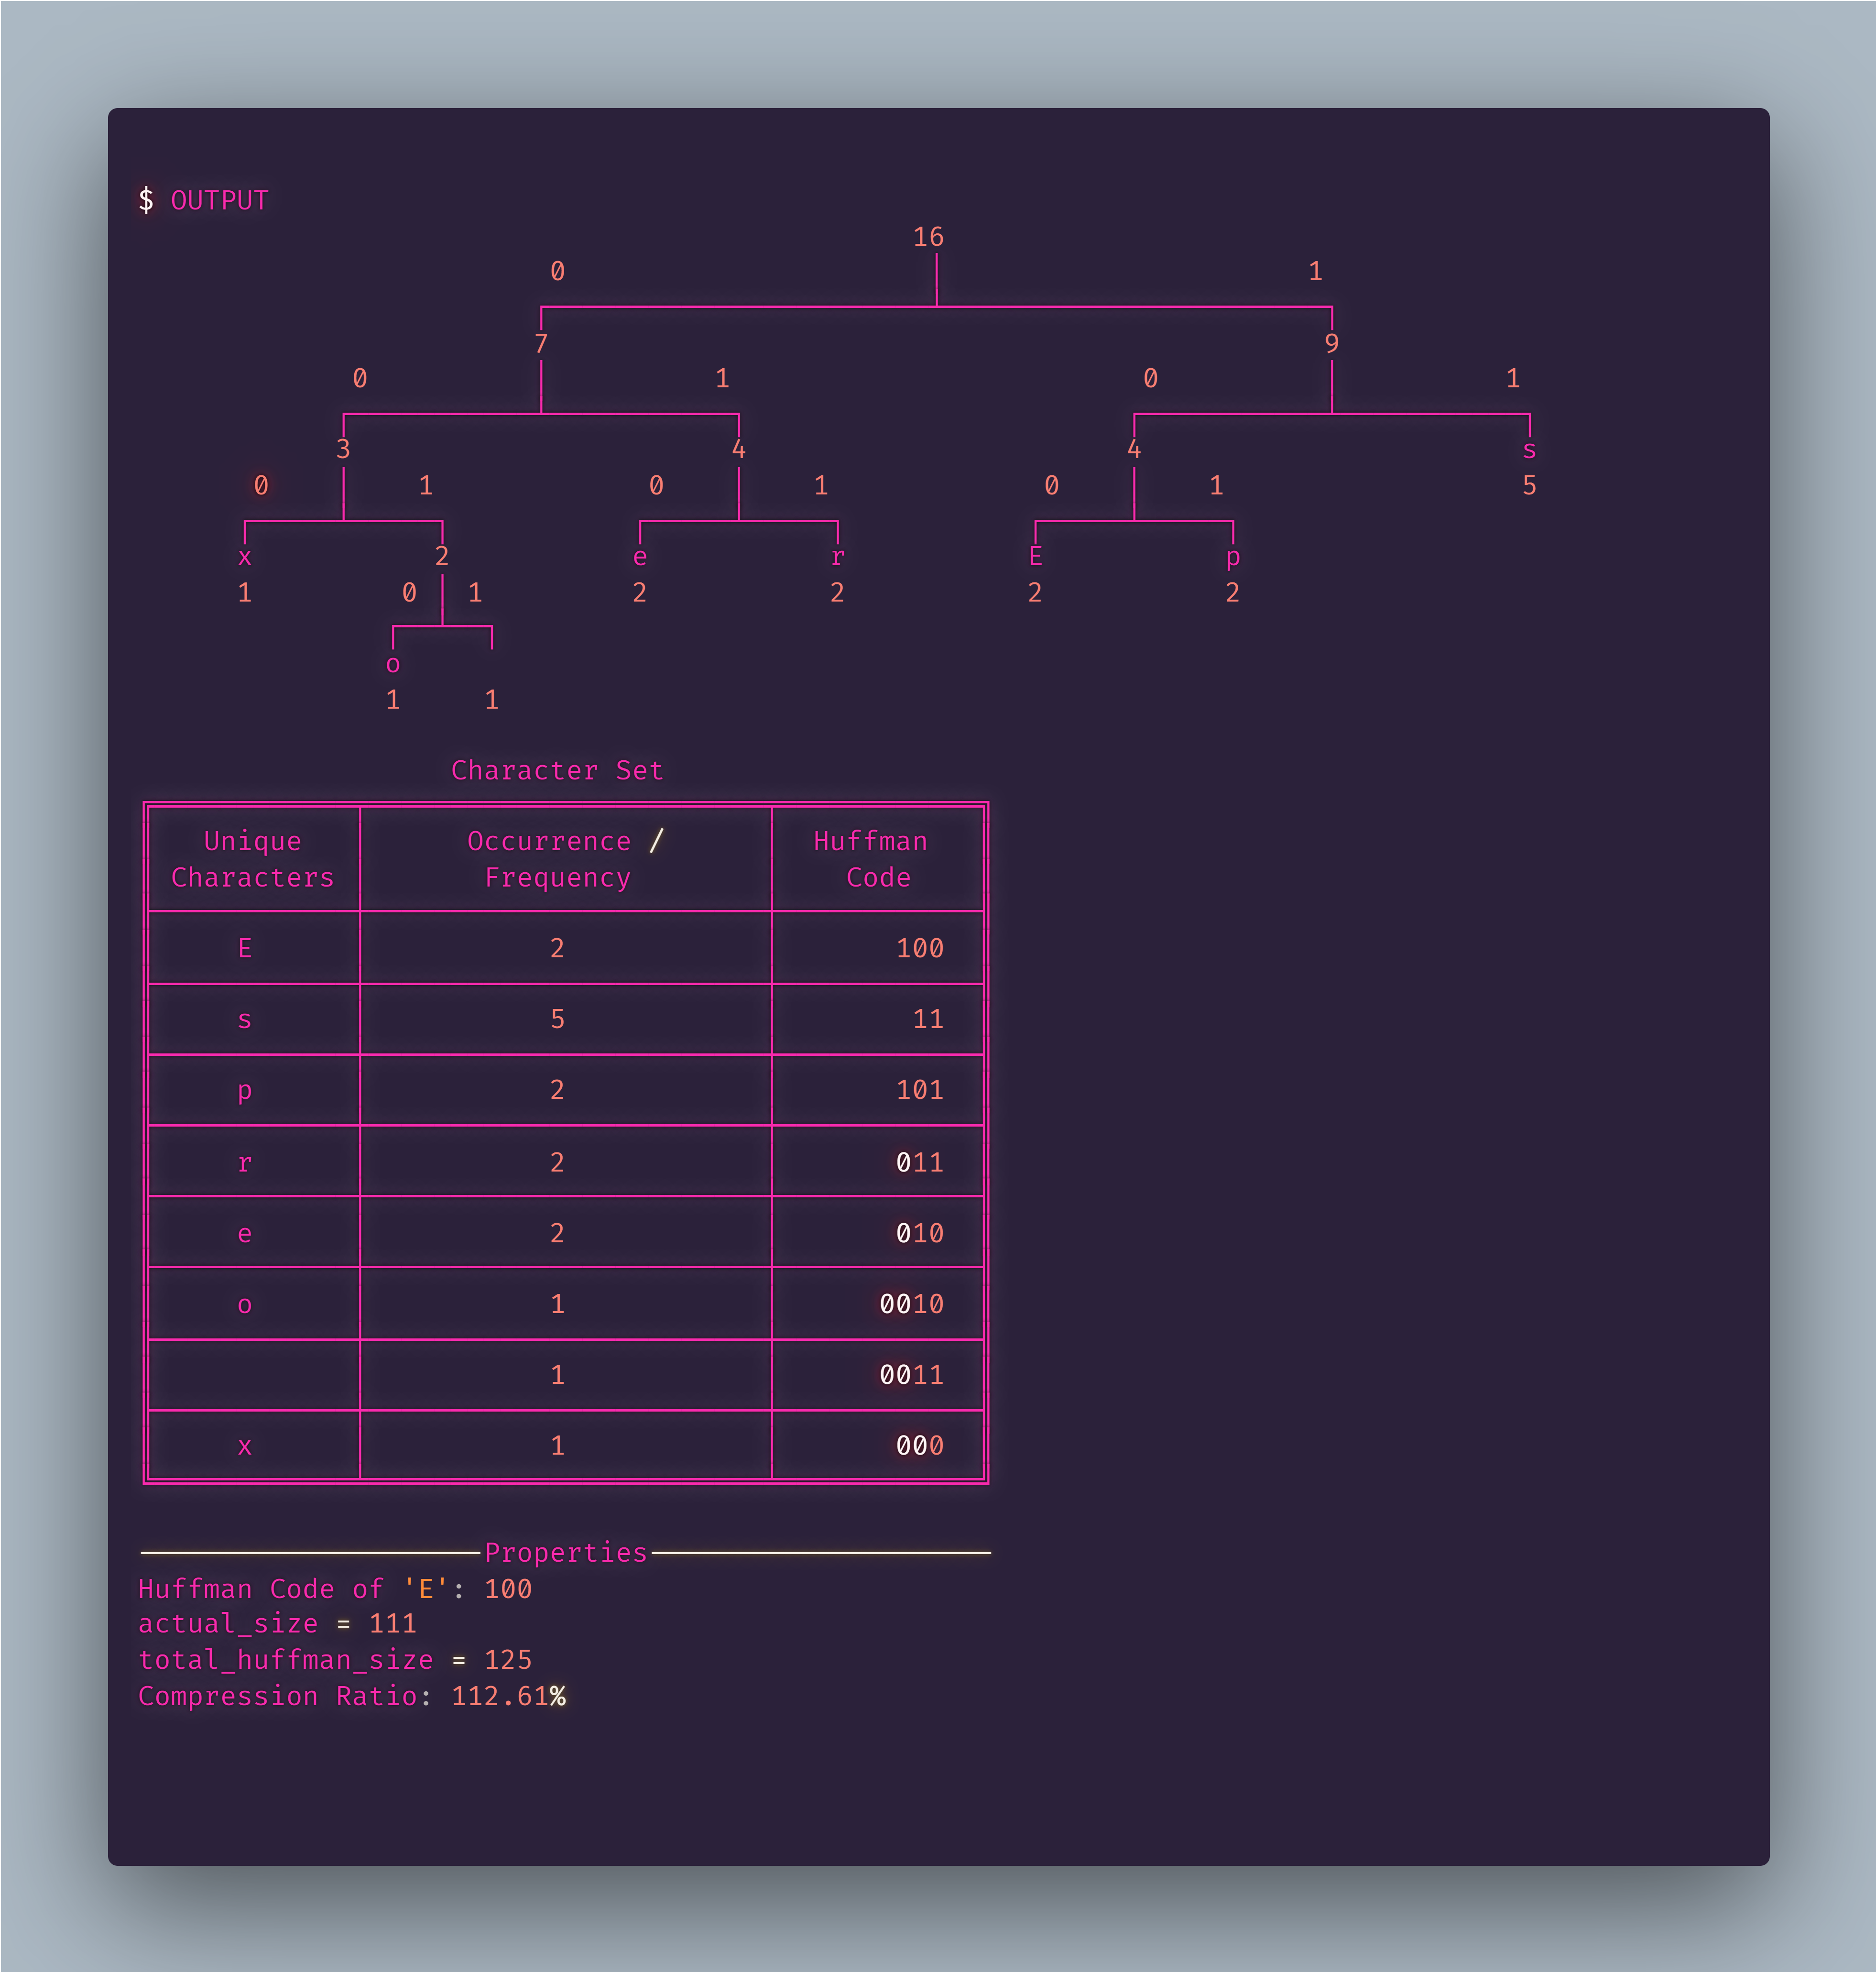 $ OUTPUT
16
0 1
7 9
0 1 0 1
3 4 4 s
0 1 0 1 0 1 5
x 2 e r E p
1 0 1 2 2 2 2
o
1 1
Character Set
Unique Occurrence / Huffman
Characters Frequency Code
E 2 100
s 5 11
p 2 101
r 2 011
e 2 010
o 1 0010
1 0011
x 1 000
Properties
Huffman Code of 'E': 100
actual_size = 111
total_huffman_size = 125
Compression Ratio: 112.61%